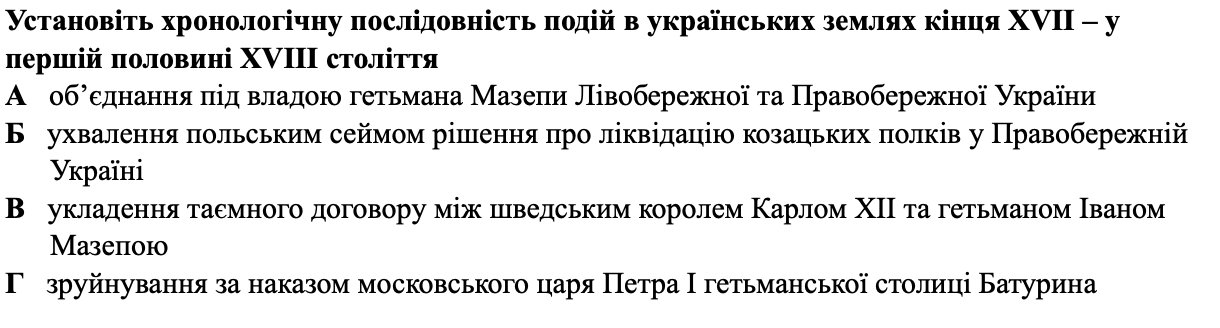 Установіть хронологічну послідовність подій в українських землях кінця XVII – у
першій половині XVIII століття
А об’єднання під владою гетьмана Мазепи Лівобережної та Правобережної України
Б ухвалення польським сеймом рішення про ліквідацію козацьких полків у Правобережній
Україні
В укладення таємного договору між шведським королем Карлом XII та гетьманом Іваном
Мазепою
Г зруйнування за наказом московського царя Петра І гетьманської столиці Батурина